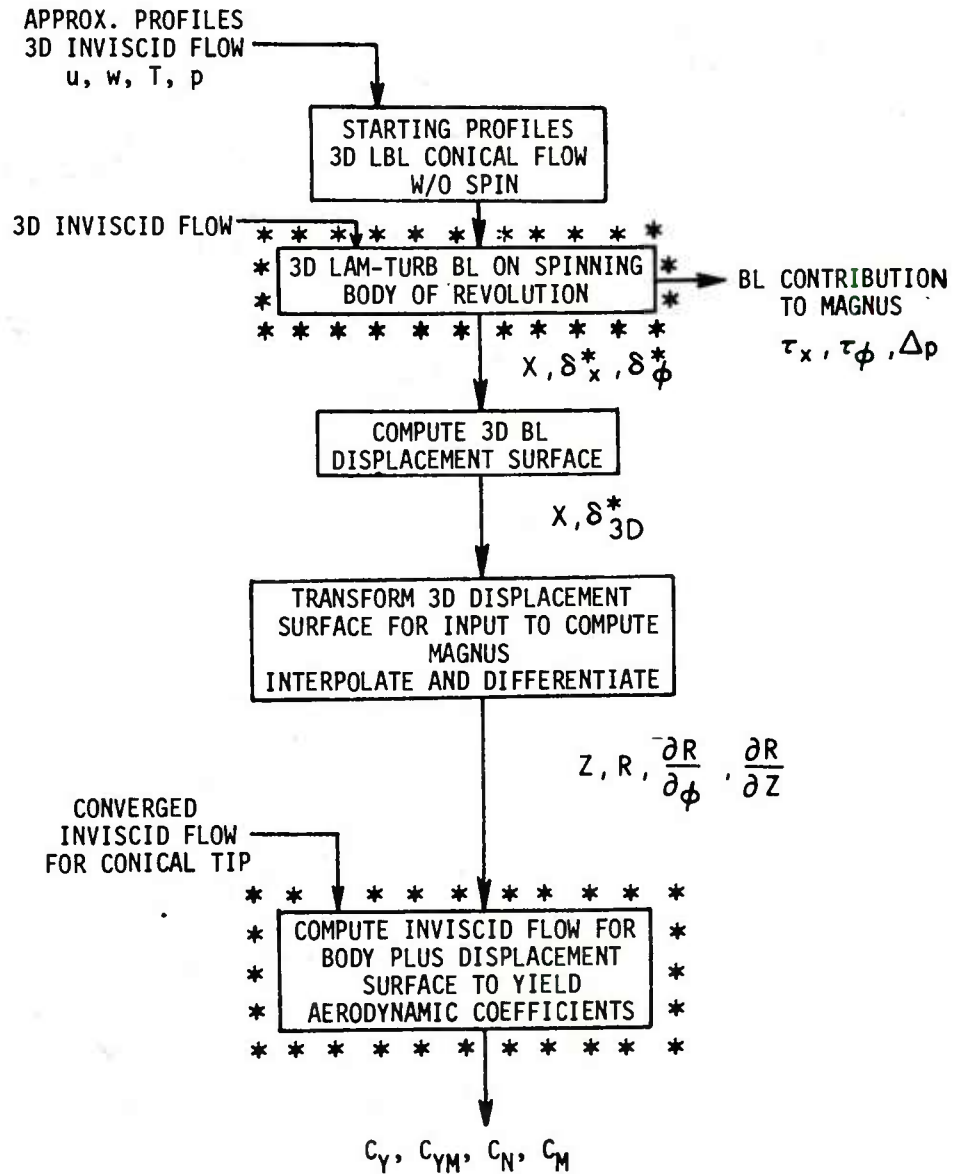 APPROX. PROFILES
3D INVISCID FLOW
u, w, T, p
STARTING PROFILES
3D LBL CONICAL FLOW
W/O SPIN
3D INVISCID FLOW
* * * * * * * * * *
* 3D LAM-TURB BL ON SPINNING *
* BODY OF REVOLUTION *
* * * * * * * * * *
BL CONTRIBUTION
TO MAGNUS
τx, τϕ, Δp
X, δ*x, δ*ϕ
COMPUTE 3D BL
DISPLACEMENT SURFACE
X, δ*3D
TRANSFORM 3D DISPLACEMENT
SURFACE FOR INPUT TO COMPUTE
MAGNUS
INTERPOLATE AND DIFFERENTIATE
Z, R, ∂R/∂ϕ, ∂R/∂Z
CONVERGED
INVISCID FLOW
FOR CONICAL TIP
* * * * * * * * * * *
* COMPUTE INVISCID FLOW FOR *
* BODY PLUS DISPLACEMENT *
* SURFACE TO YIELD *
* AERODYNAMIC COEFFICIENTS *
* * * * * * * * * * *
CY, CYM, CN, CM